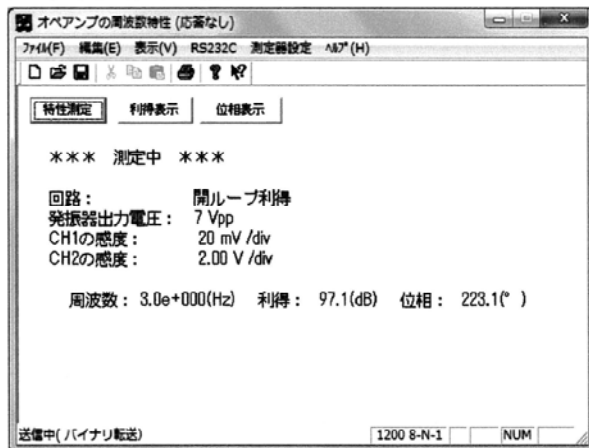 オペアンプの周波数特性 (応答なし)
ファイル(F) 編集(E) 表示(V) RS232C 測定器設定 ヘルプ(H)
特性測定 利得表示 位相表示
*** 測定中 ***
回路: 開ループ利得
発振器出力電圧: 7 Vpp
CH1の感度: 20 mV /div
CH2の感度: 2.00 V /div
周波数: 3.0e+000(Hz) 利得: 97.1(dB) 位相: 223.1(° )
送信中( バイナリ転送) 1200 8-N-1 NUM